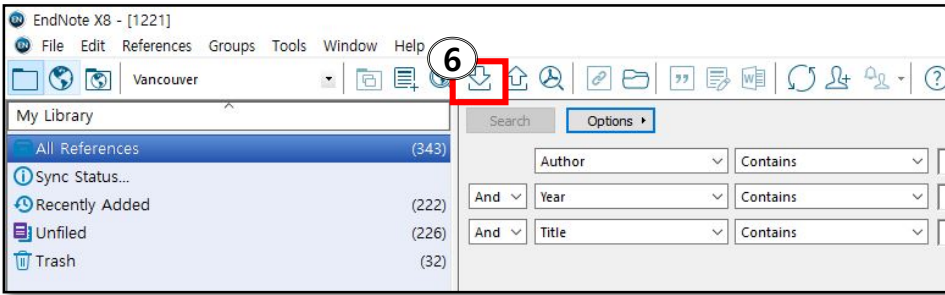 EndNote X8 - [1221]
File Edit References Groups Tools Window Help
6
Vancouver
My Library
Search Options
All References (343)
Author Contains
Sync Status...
Recently Added (222)
And Year Contains
Unfiled (226)
And Title Contains
Trash (32)